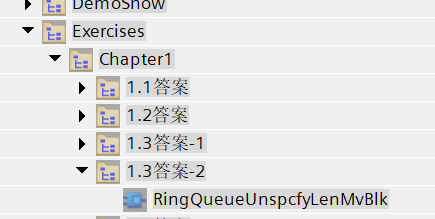 DemoShow
Exercises
Chapter1
1.1答案
1.2答案
1.3答案-1
1.3答案-2
RingQueueUnspcfyLenMvBlk